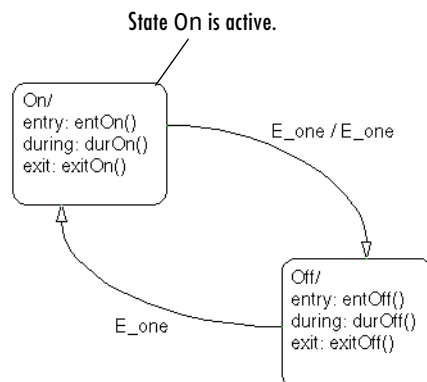 State On is active.
On/
entry: entOn()
during: durOn()
exit: exitOn()
E_one / E_one
Off/
entry: entOff()
during: durOff()
exit: exitOff()
E_one